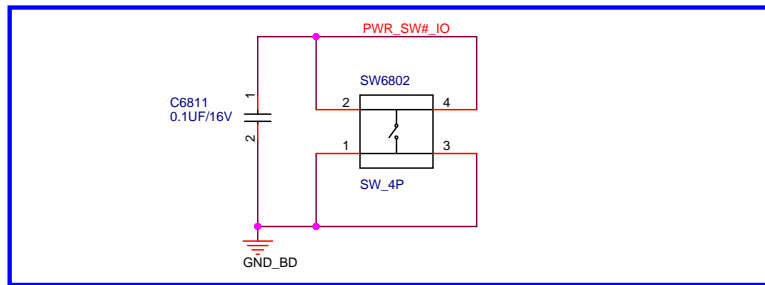 PWR_SW#_IO
SW6802
C6811
0.1UF/16V
1
2
2
4
1
3
SW_4P
GND_BD